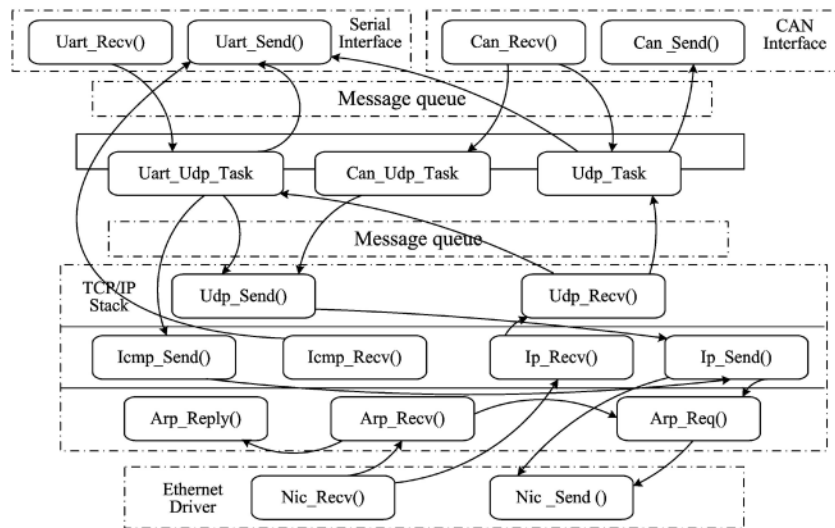 Serial
Interface
Uart_Recv()
Uart_Send()
Can_Recv()
Can_Send()
CAN
Interface
Message queue
Uart_Udp_Task
Can_Udp_Task
Udp_Task
Message queue
TCP/IP
Stack
Udp_Send()
Udp_Recv()
Icmp_Send()
Icmp_Recv()
Ip_Recv()
Ip_Send()
Arp_Reply()
Arp_Recv()
Arp_Req()
Ethernet
Driver
Nic_Recv()
Nic _Send ()